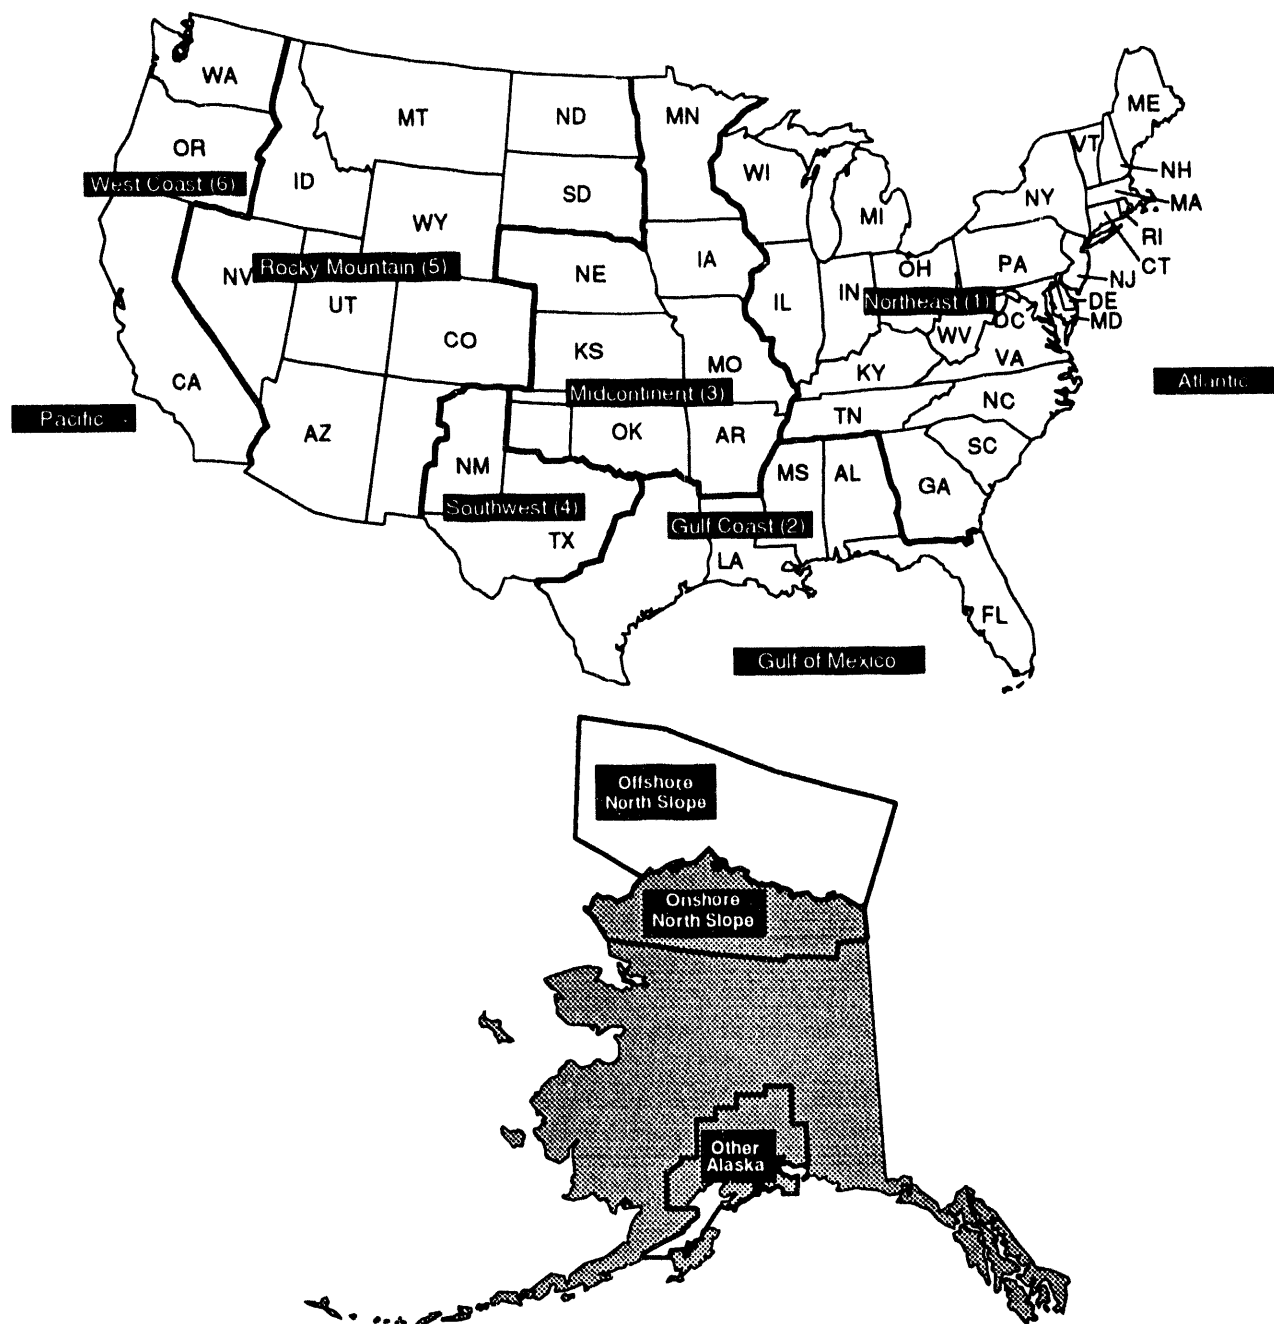 WA
MT
ND
MN
ME
OR
VT
West Coast (6)
ID
SD
WI
NH
WY
MI
NY
MA
RI
Rocky Mountain (5)
NV
NE
IA
OH
PA
CT
NJ
UT
IL
IN
Northeast (1)
DE
DC
MD
CO
KS
MO
WV
VA
KY
CA
Midcontinent (3)
Atlantic
Pacific
AZ
OK
AR
TN
NC
SC
NM
MS
AL
GA
Southwest (4)
Gulf Coast (2)
TX
LA
FL
Gulf of Mexico
Offshore
North Slope
Onshore
North Slope
Other
Alaska